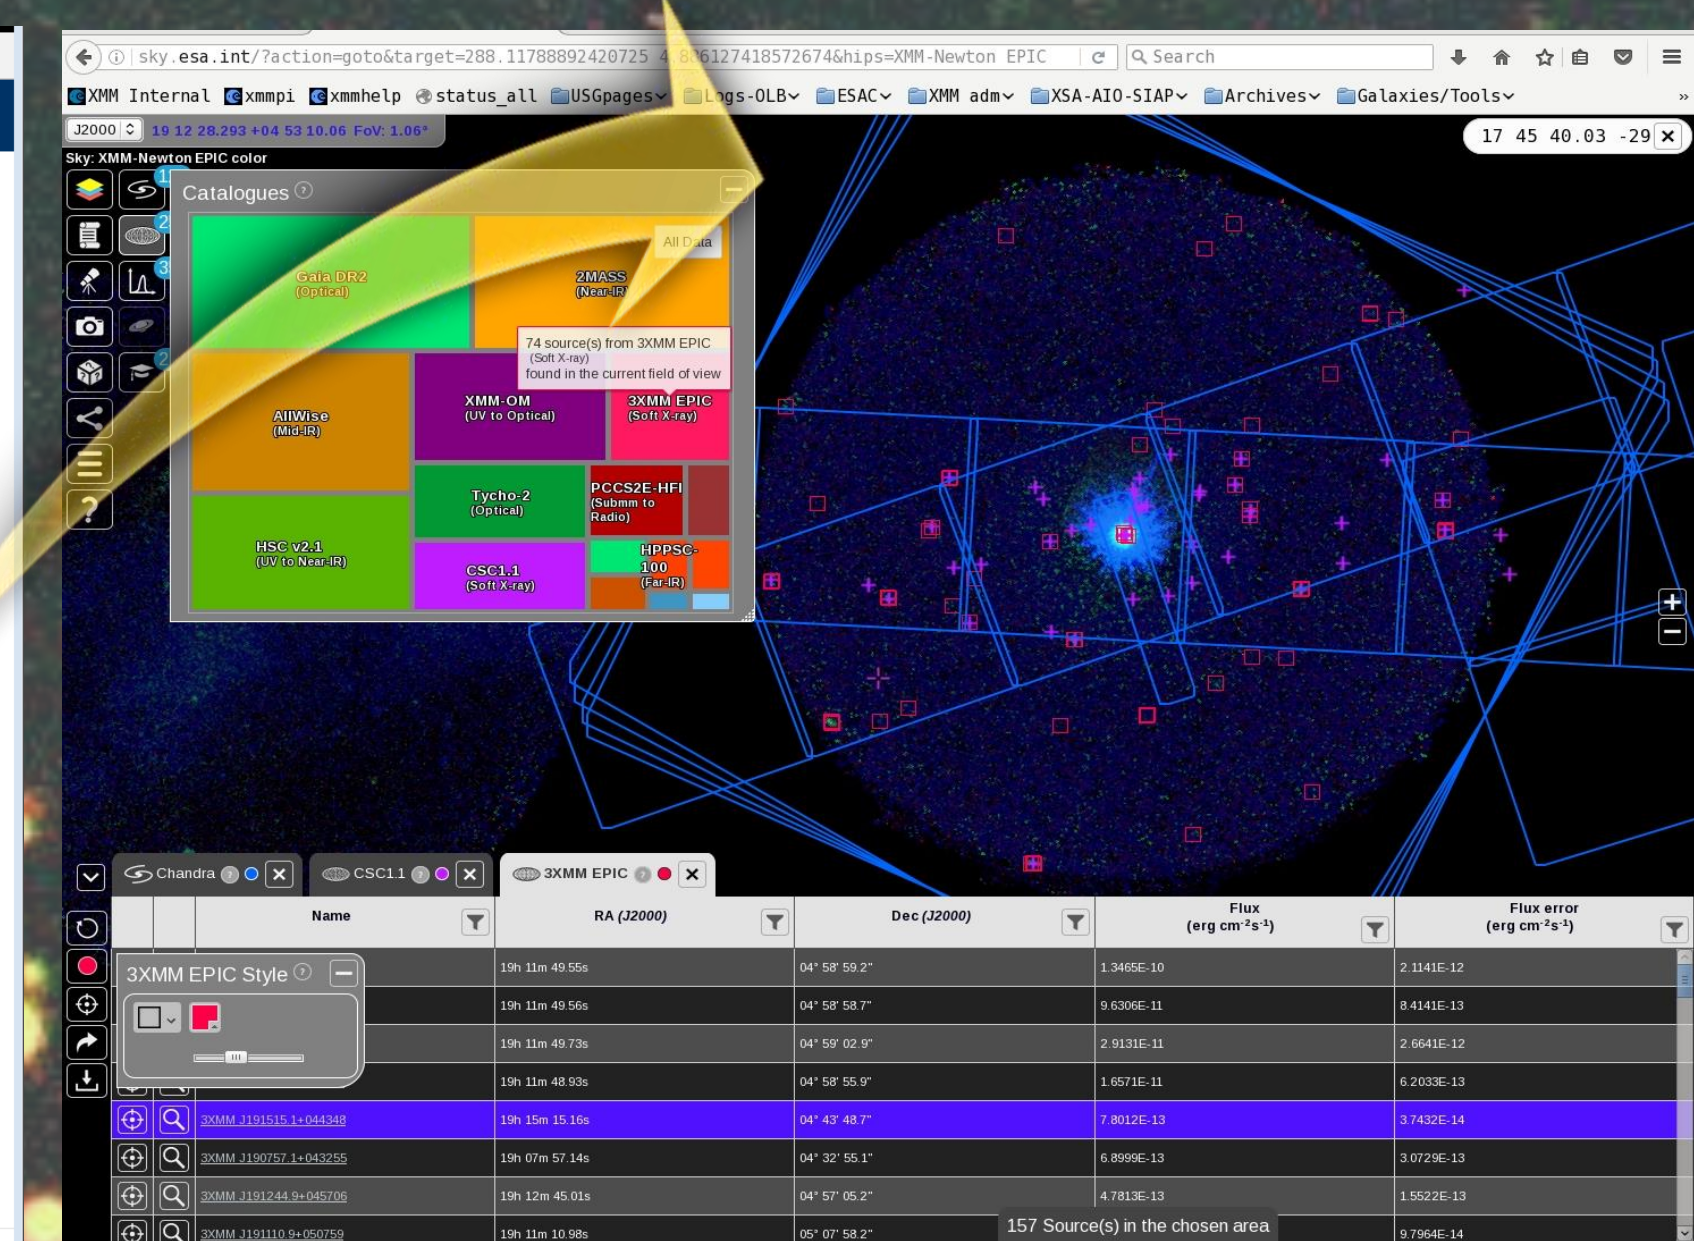 sky.esa.int/?action=goto&target=288.11788892420725 4.886127418572674&hips=XMM-Newton EPIC
Search
XMM Internal xmmpi xmmhelp status_all USGpages Logs-OLB ESAC XMM adm XSA-AIO-SIAP Archives Galaxies/Tools »
J2000 19 12 28.293 +04 53 10.06 FoV: 1.06°
17 45 40.03 -29
Sky: XMM-Newton EPIC color
Catalogues ?
All Data
Gaia DR2
(Optical)
2MASS
(Near-IR)
74 source(s) from 3XMM EPIC
(Soft X-ray)
found in the current field of view
AllWise
(Mid-IR)
XMM-OM
(UV to Optical)
3XMM EPIC
(Soft X-ray)
Tycho-2
(Optical)
PCCS2E-HFI
(Submm to
Radio)
HSC v2.1
(UV to Near-IR)
CSC1.1
(Soft X-ray)
HPPSC-
100
(Far-IR)
?
+
−
Chandra ? CSC1.1 ? 3XMM EPIC ?
Name RA (J2000) Dec (J2000) Flux Flux error
(erg cm-2s-1) (erg cm-2s-1)
3XMM EPIC Style ?
19h 11m 49.55s 04° 58' 59.2" 1.3465E-10 2.1141E-12
19h 11m 49.56s 04° 58' 58.7" 9.6306E-11 8.4141E-13
19h 11m 49.73s 04° 59' 02.9" 2.9131E-11 2.6641E-12
19h 11m 48.93s 04° 58' 55.9" 1.6571E-11 6.2033E-13
3XMM J191515.1+044348 19h 15m 15.16s 04° 43' 48.7" 7.8012E-13 3.7432E-14
3XMM J190757.1+043255 19h 07m 57.14s 04° 32' 55.1" 6.8999E-13 3.0729E-14
3XMM J191244.9+045706 19h 12m 45.01s 04° 57' 05.2" 4.7813E-13 1.5522E-13
3XMM J191110.9+050759 19h 11m 10.98s 05° 07' 58.2" 9.7964E-14
157 Source(s) in the chosen area